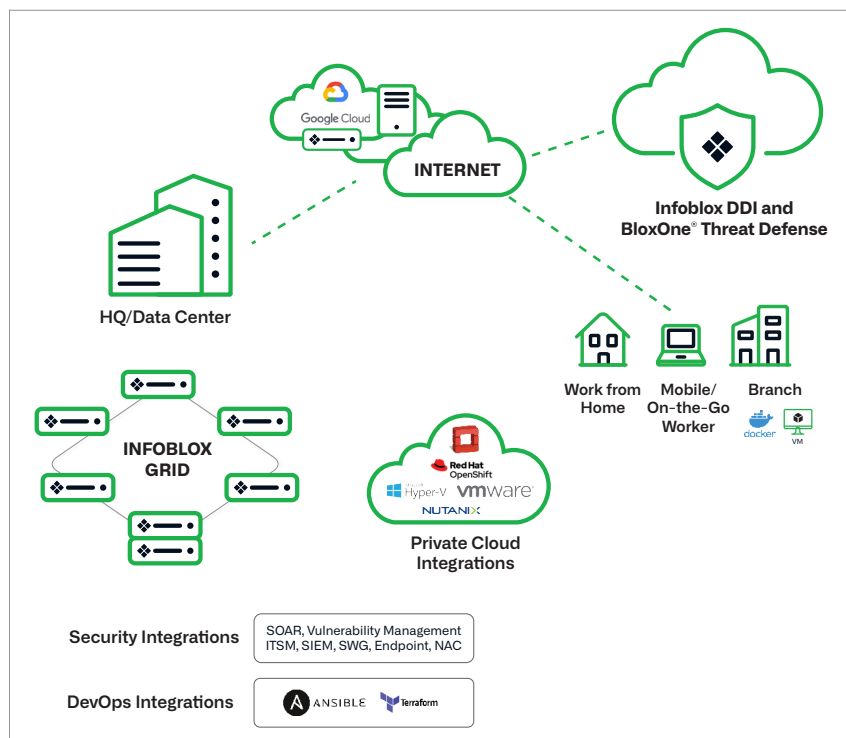 Google Cloud
INTERNET
Infoblox DDI and
BloxOne® Threat Defense
HQ/Data Center
Work from
Home
Mobile/
On-the-Go
Worker
Branch
docker
VM
INFOBLOX
GRID
Red Hat
OpenShift
Microsoft
Hyper-V
vmware®
NUTANIX
Private Cloud
Integrations
Security Integrations
SOAR, Vulnerability Management
ITSM, SIEM, SWG, Endpoint, NAC
DevOps Integrations
A
ANSIBLE
Terraform